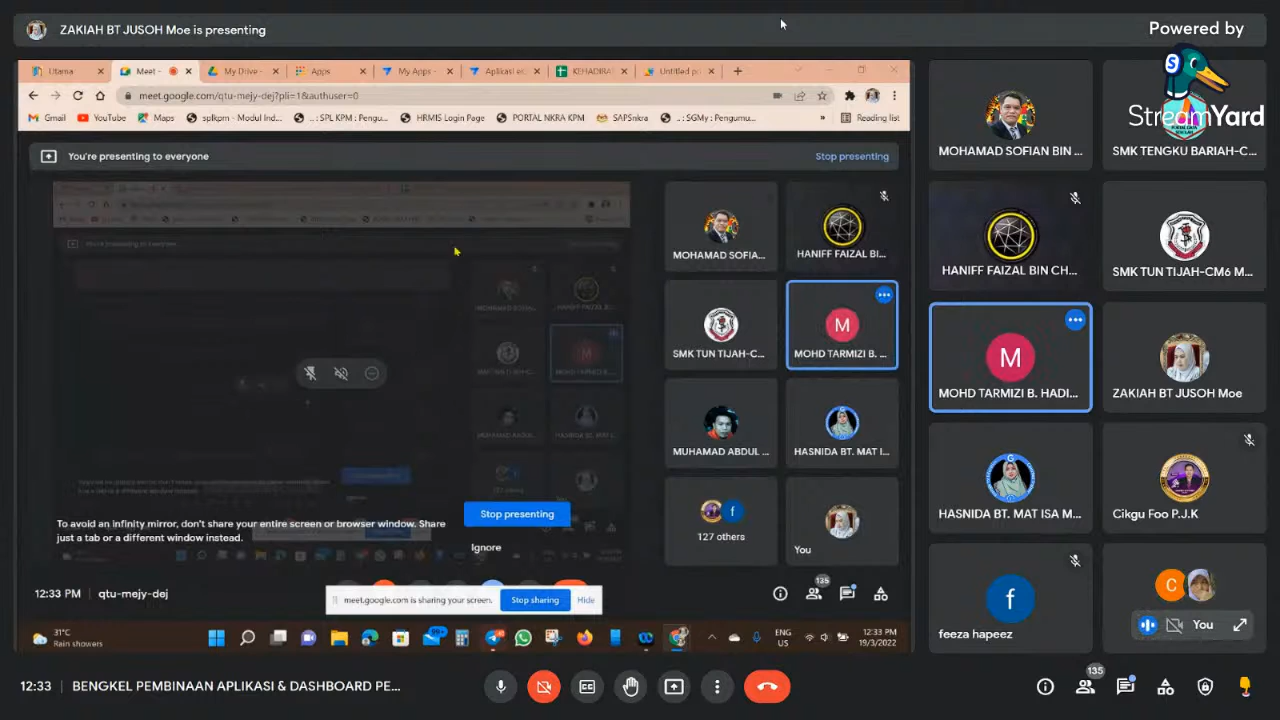 ZAKIAH BT JUSOH Moe is presenting
Powered by
StreamYard
Utama
Meet -
My Drive -
Apps
My Apps -
Aplikasi e
KEHADIRA
Untitled p
meet.google.com/qtu-mejy-dej?pli=1&authuser=0
Gmail
YouTube
Maps
splkpm - Modul Ind...
..: SPL KPM : Pengu...
HRMIS Login Page
PORTAL NKRA KPM
SAPSnkra
..: SGMy : Pengumu...
»
Reading list
You're presenting to everyone
Stop presenting
MOHAMAD SOFIA...
HANIFF FAIZAL BI...
SMK TUN TIJAH-C...
M
MOHD TARMIZI B. ...
MUHAMAD ABDUL ...
HASNIDA BT. MAT I...
f
127 others
You
To avoid an infinity mirror, don't share your entire screen or browser window. Share
just a tab or a different window instead.
Stop presenting
Ignore
12:33 PM
qtu-mejy-dej
135
meet.google.com is sharing your screen.
Stop sharing
Hide
31°C
Rain showers
99+
ENG
US
12:33 PM
19/3/2022
MOHAMAD SOFIAN BIN ...
SMK TENGKU BARIAH-C...
HANIFF FAIZAL BIN CH...
SMK TUN TIJAH-CM6 M...
M
MOHD TARMIZI B. HADI...
ZAKIAH BT JUSOH Moe
HASNIDA BT. MAT ISA M...
Cikgu Foo P.J.K
f
feeza hapeez
C
You
12:33
BENGKEL PEMBINAAN APLIKASI & DASHBOARD PE...
135